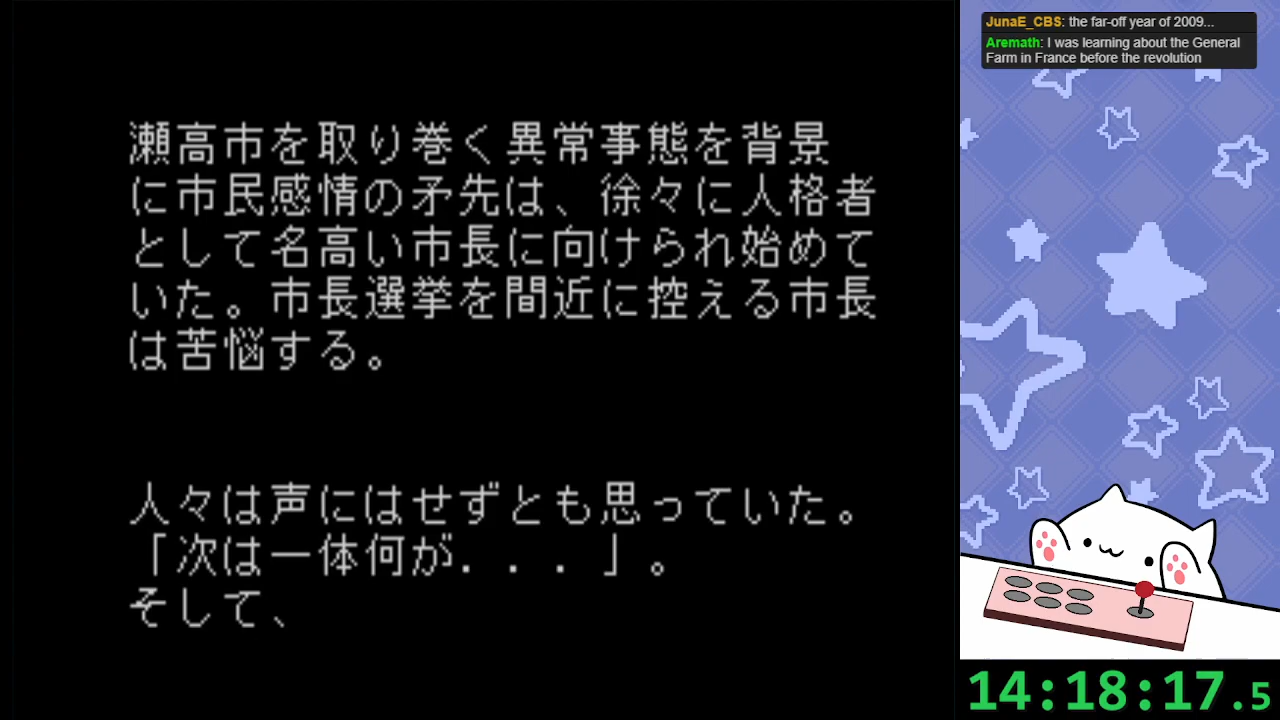 瀬高市を取り巻く異常事態を背景
に市民感情の矛先は、徐々に人格者
として名高い市長に向けられ始めて
いた。市長選挙を間近に控える市長
は苦悩する。
人々は声にはせずとも思っていた。
「次は一体何が．．．」。
そして、
JunaE_CBS: the far-off year of 2009...
Aremath: I was learning about the General
Farm in France before the revolution
14:18:17.5